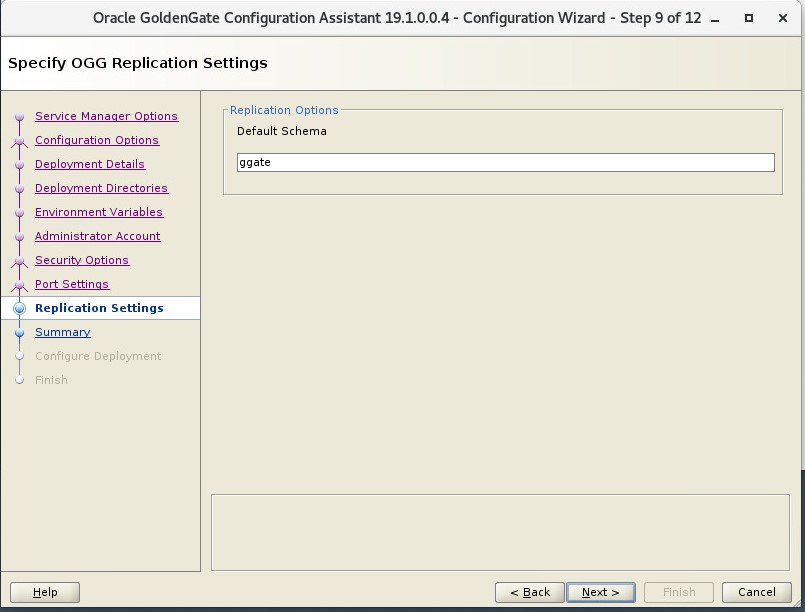 Oracle GoldenGate Configuration Assistant 19.1.0.0.4 - Configuration Wizard - Step 9 of 12
Specify OGG Replication Settings
Service Manager Options
Configuration Options
Deployment Details
Deployment Directories
Environment Variables
Administrator Account
Security Options
Port Settings
Replication Settings
Summary
Configure Deployment
Finish
Replication Options
Default Schema
ggate
Help
< Back
Next >
Finish
Cancel